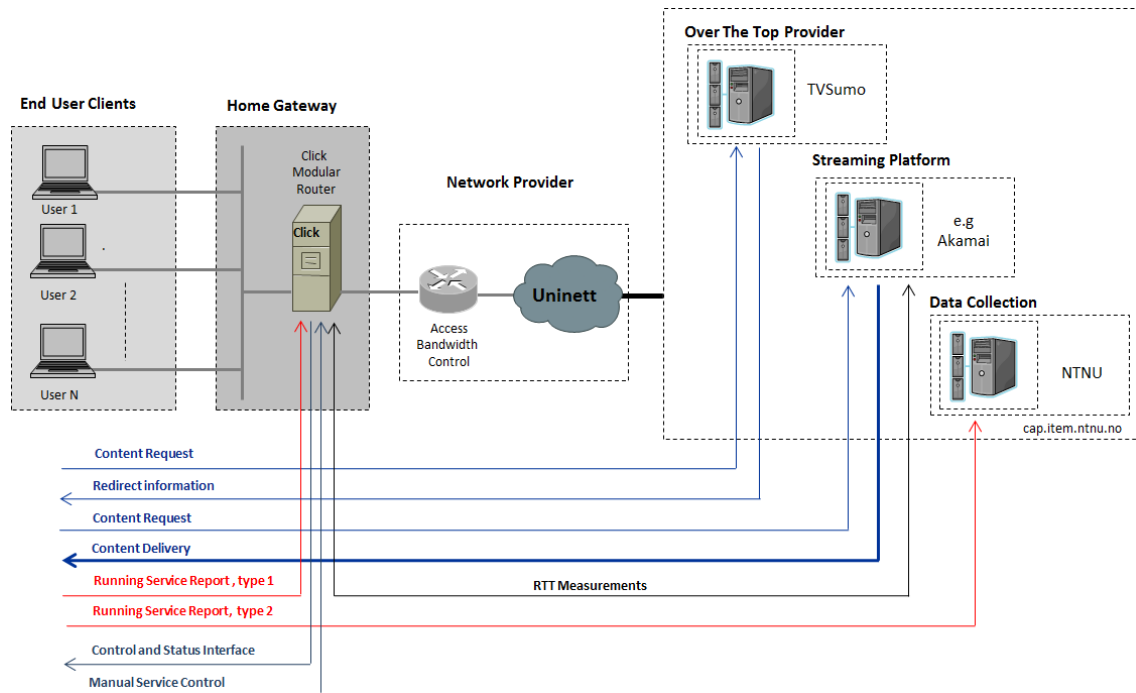 Over The Top Provider
TVSumo
End User Clients
Home Gateway
Click
Modular
Router
Network Provider
Streaming Platform
User 1
Click
e.g
Akamai
User 2
Uninett
Data Collection
Access
Bandwidth
Control
NTNU
User N
cap.item.ntnu.no
Content Request
Redirect information
Content Request
Content Delivery
Running Service Report , type 1
RTT Measurements
Running Service Report, type 2
Control and Status Interface
Manual Service Control